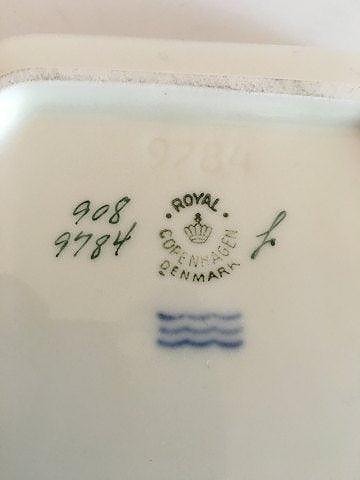 9784
908
9784
ROYAL
COPENHAGEN
DENMARK